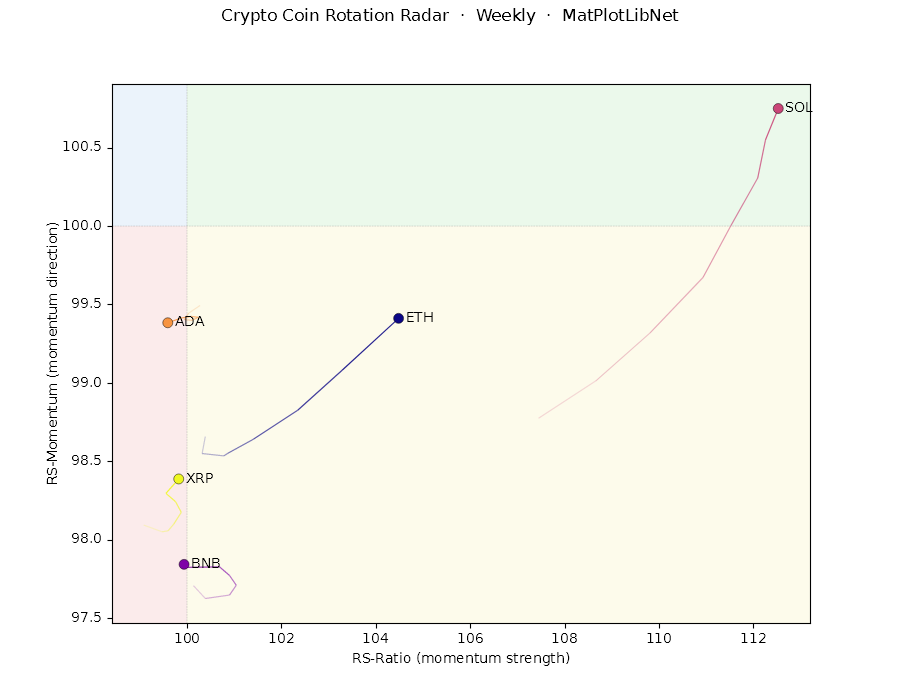 Crypto Coin Rotation Radar · Weekly · MatPlotLibNet
SOL
100.5
100.0
99.5
ADA
ETH
99.0
98.5
XRP
98.0
BNB
97.5
RS-Momentum (momentum direction)
100 102 104 106 108 110 112
RS-Ratio (momentum strength)